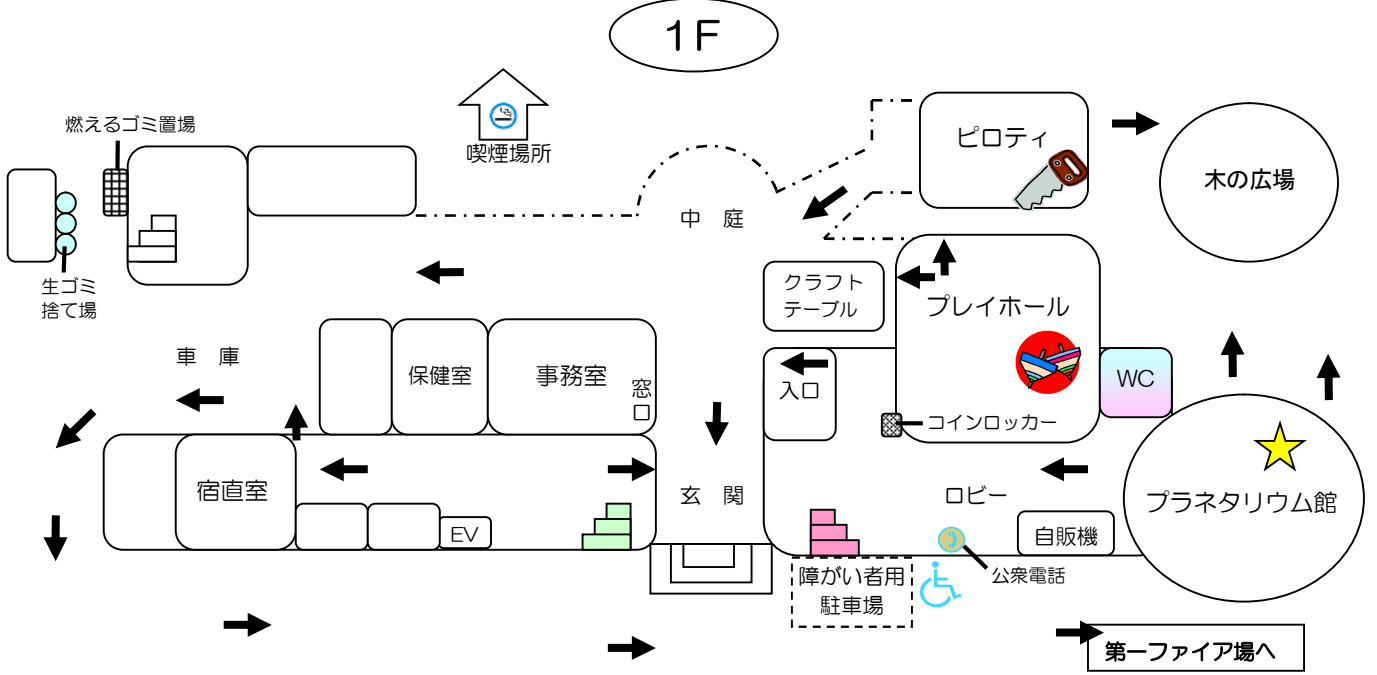 1F
燃えるゴミ置場
喫煙場所
ピロティ
木の広場
中 庭
生ゴミ
捨て場
クラフト
テーブル
プレイホール
車 庫
保健室
事務室
窓
口
入口
WC
コインロッカー
宿直室
玄 関
ロビー
プラネタリウム館
EV
自販機
障がい者用
駐車場
公衆電話
第一ファイア場へ